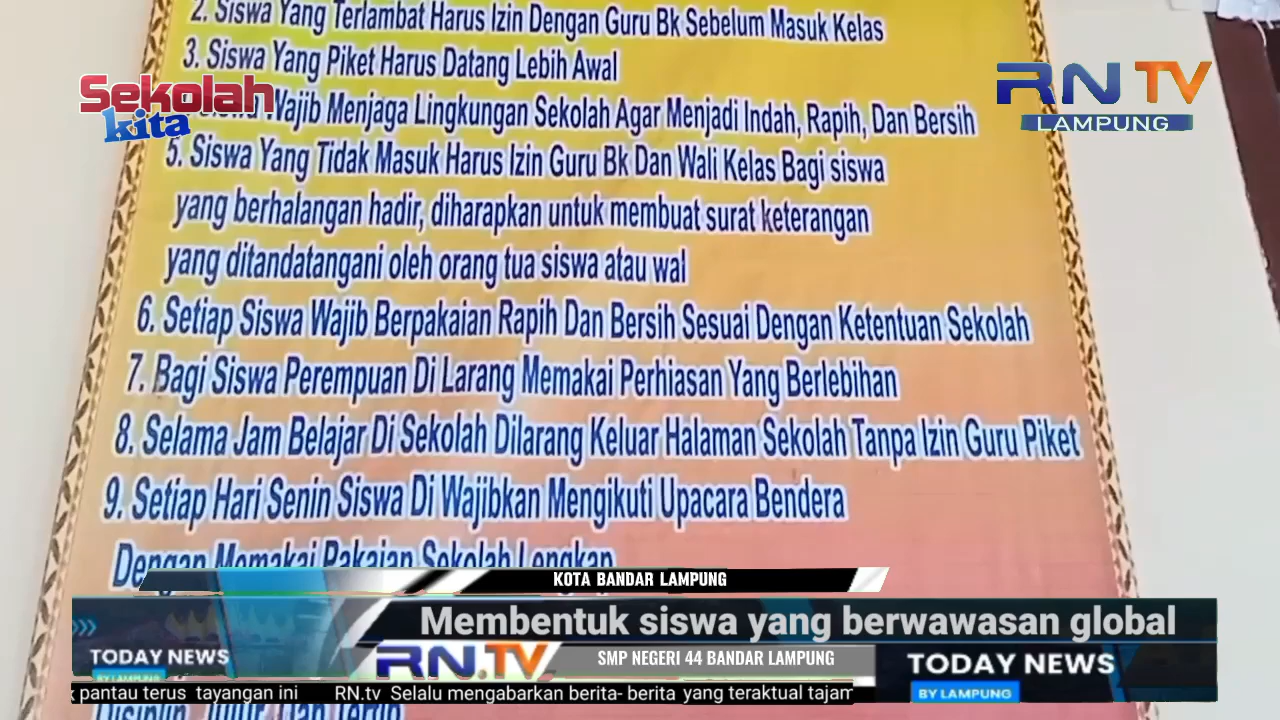 2. Siswa Yang Terlambat Harus Izin Dengan Guru Bk Sebelum Masuk Kelas
3. Siswa Yang Piket Harus Datang Lebih Awal
Sekolah
kita
RN TV
LAMPUNG
Wajib Menjaga Lingkungan Sekolah Agar Menjadi Indah, Rapih, Dan Bersih
5. Siswa Yang Tidak Masuk Harus Izin Guru Bk Dan Wali Kelas Bagi siswa
yang berhalangan hadir, diharapkan untuk membuat surat keterangan
yang ditandatangani oleh orang tua siswa atau wal
6. Setiap Siswa Wajib Berpakaian Rapih Dan Bersih Sesuai Dengan Ketentuan Sekolah
7. Bagi Siswa Perempuan Di Larang Memakai Perhiasan Yang Berlebihan
8. Selama Jam Belajar Di Sekolah Dilarang Keluar Halaman Sekolah Tanpa Izin Guru Piket
9. Setiap Hari Senin Siswa Di Wajibkan Mengikuti Upacara Bendera
Dengan Memakai Pakaian Sekolah Lengkap
KOTA BANDAR LAMPUNG
Membentuk siswa yang berwawasan global
TODAY NEWS
BY LAMPUNG
RN.TV
SMP NEGERI 44 BANDAR LAMPUNG
TODAY NEWS
BY LAMPUNG
pantau terus tayangan ini RN.tv Selalu mengabarkan berita- berita yang teraktual tajam
Disiplin, Jujur, Dan Tertib